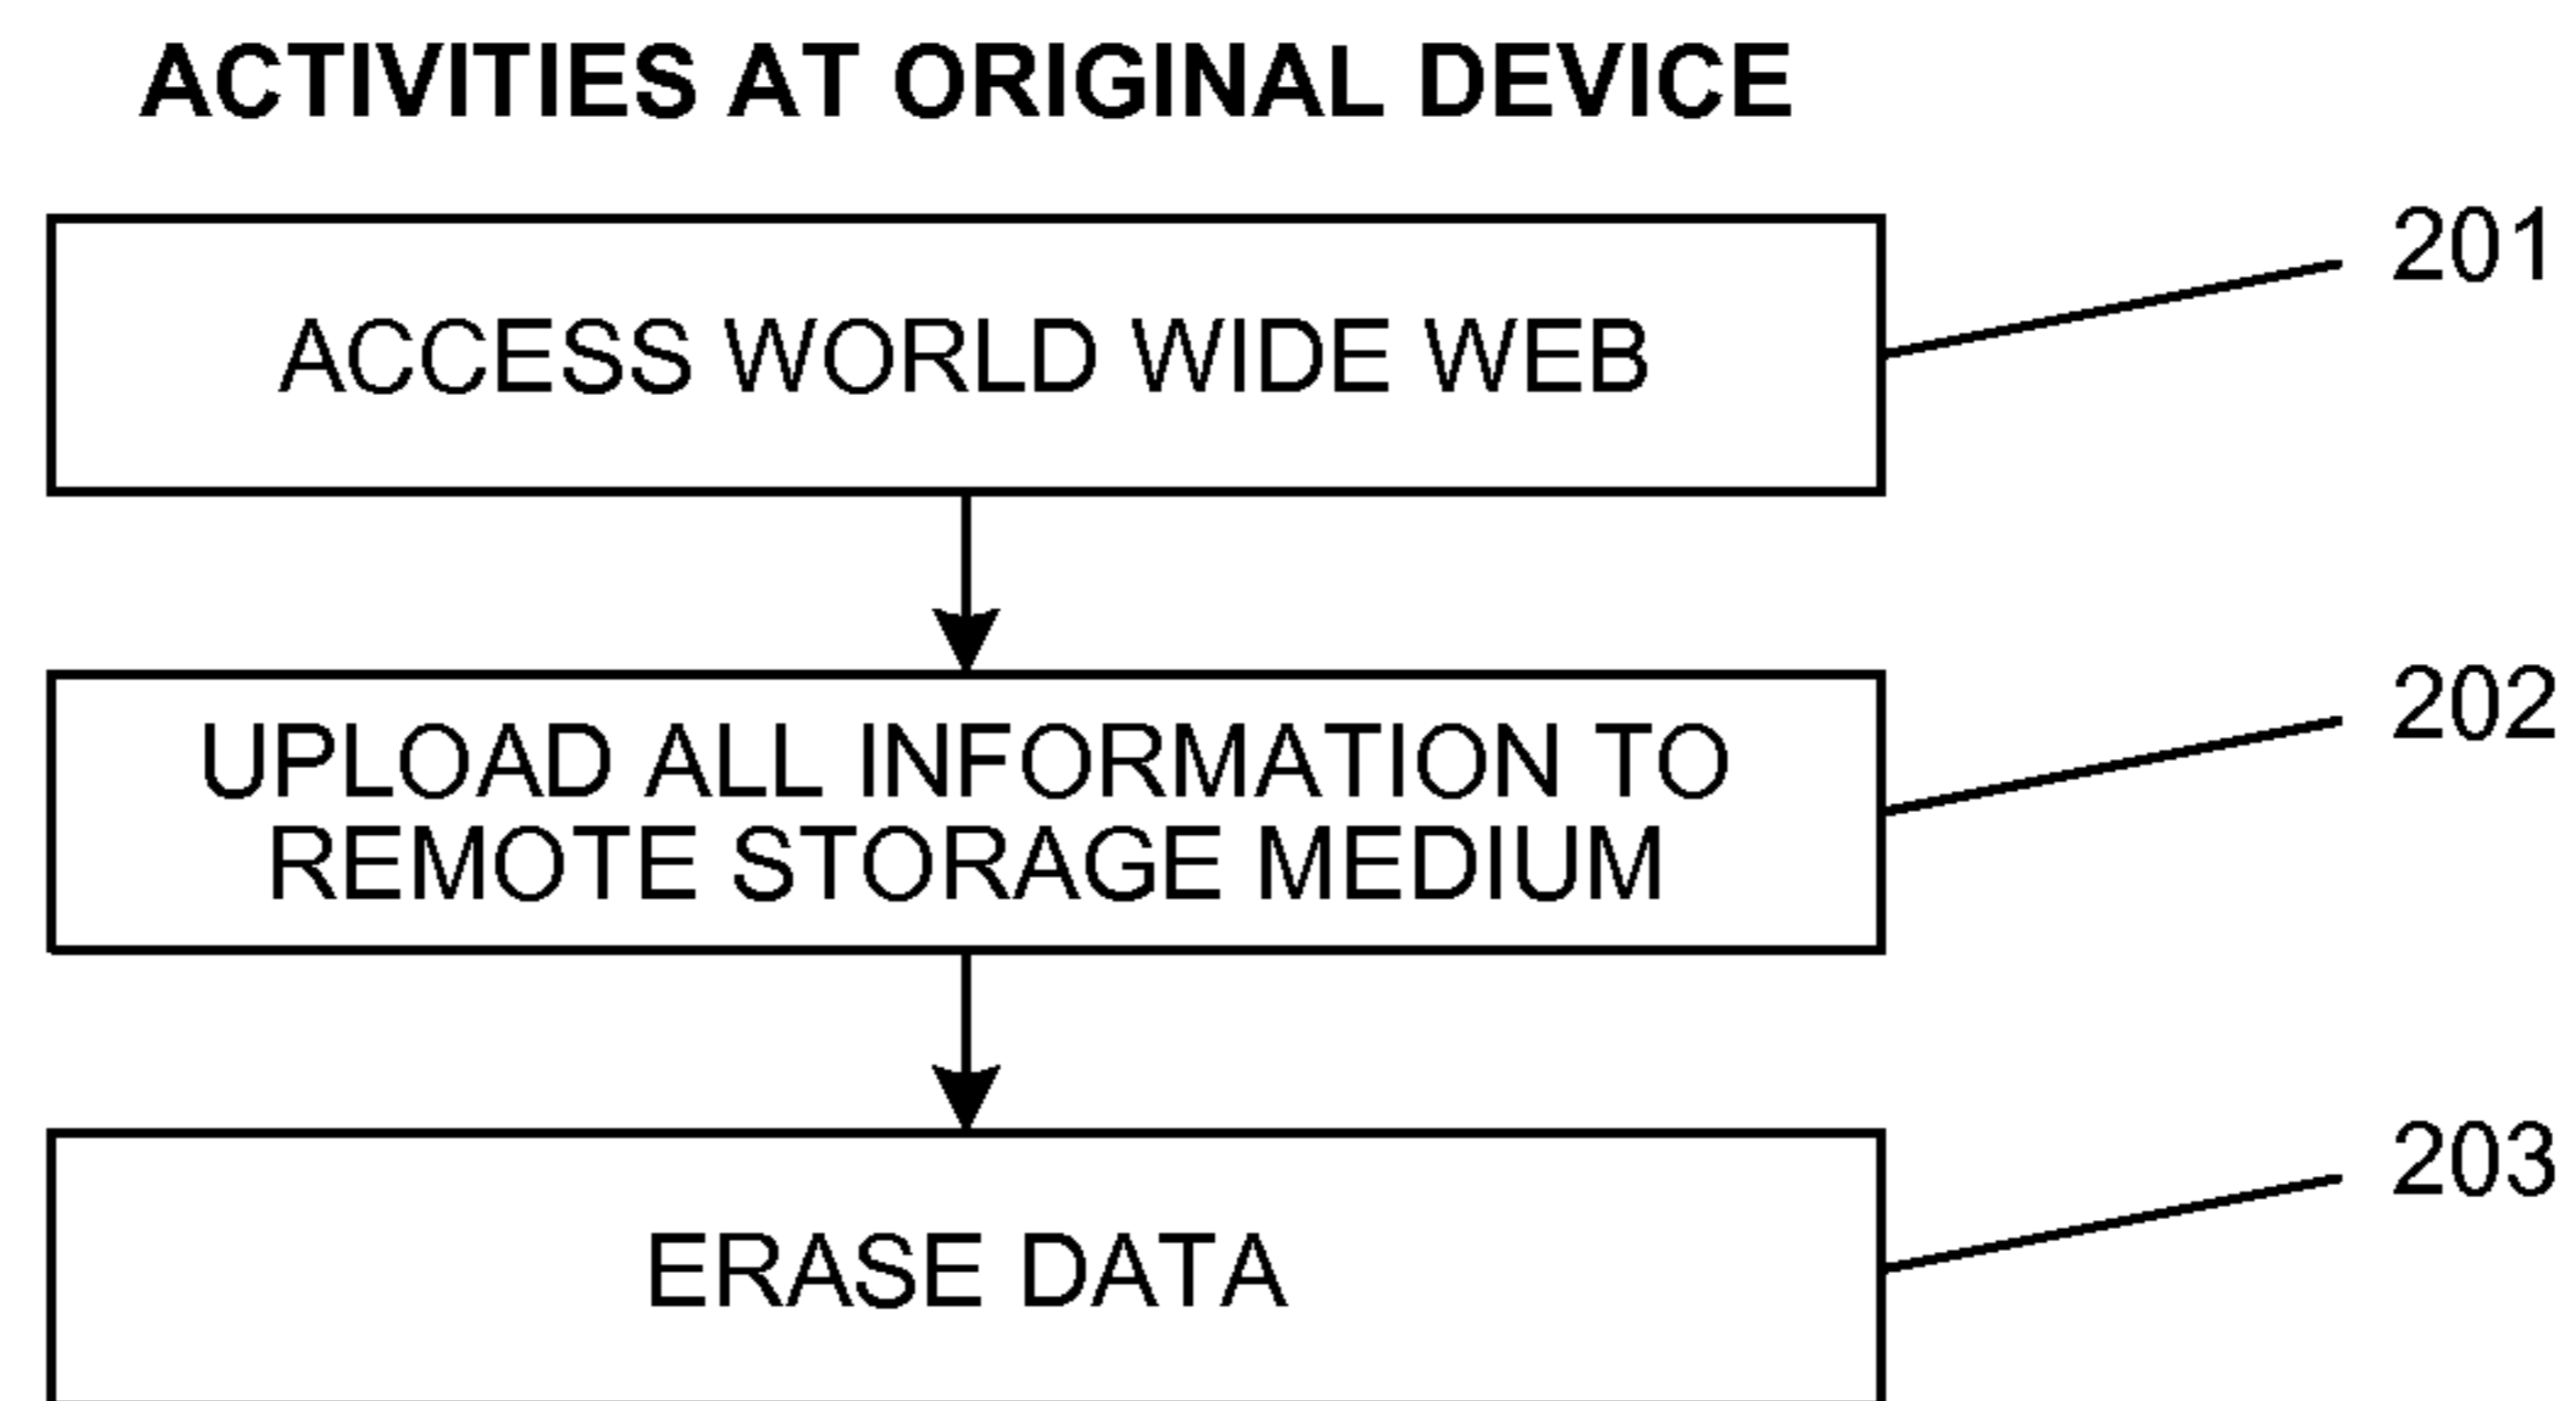 ACTIVITIES AT ORIGINAL DEVICE
ACCESS WORLD WIDE WEB
201
UPLOAD ALL INFORMATION TO
REMOTE STORAGE MEDIUM
202
ERASE DATA
203